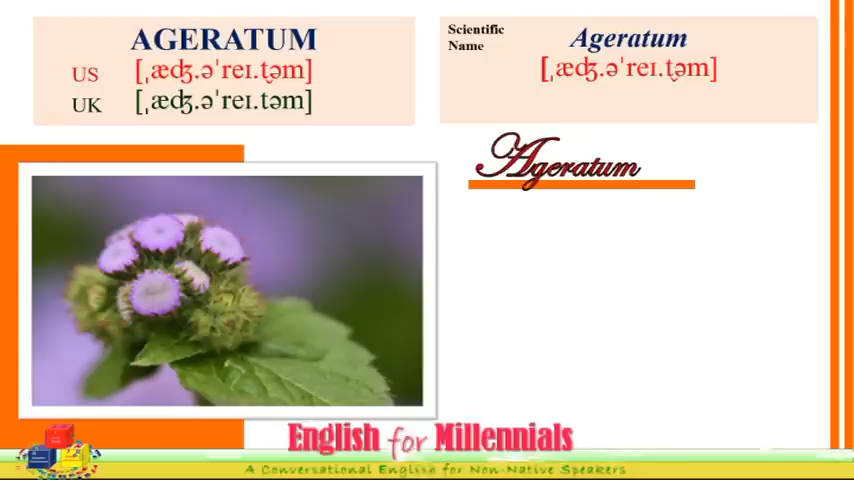 AGERATUM
US [ˌædʒ.əˈreɪ.t̬əm]
UK [ˌædʒ.əˈreɪ.təm]
Scientific
Name
Ageratum
[ˌædʒ.əˈreɪ.t̬əm]
Ageratum
English for Millennials
A Conversational English for Non-Native Speakers